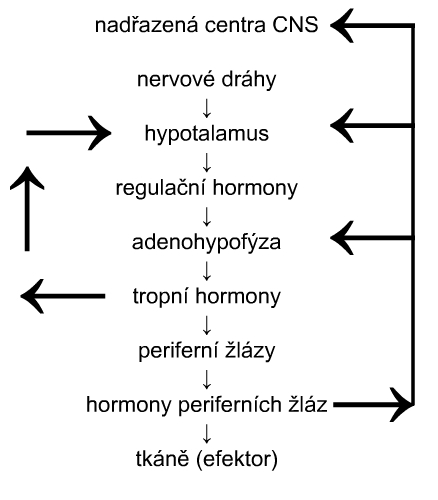 nadřazená centra CNS
nervové dráhy
hypotalamus
regulační hormony
adenohypofýza
tropní hormony
periferní žlázy
hormony periferních žláz
tkáně (efektor)